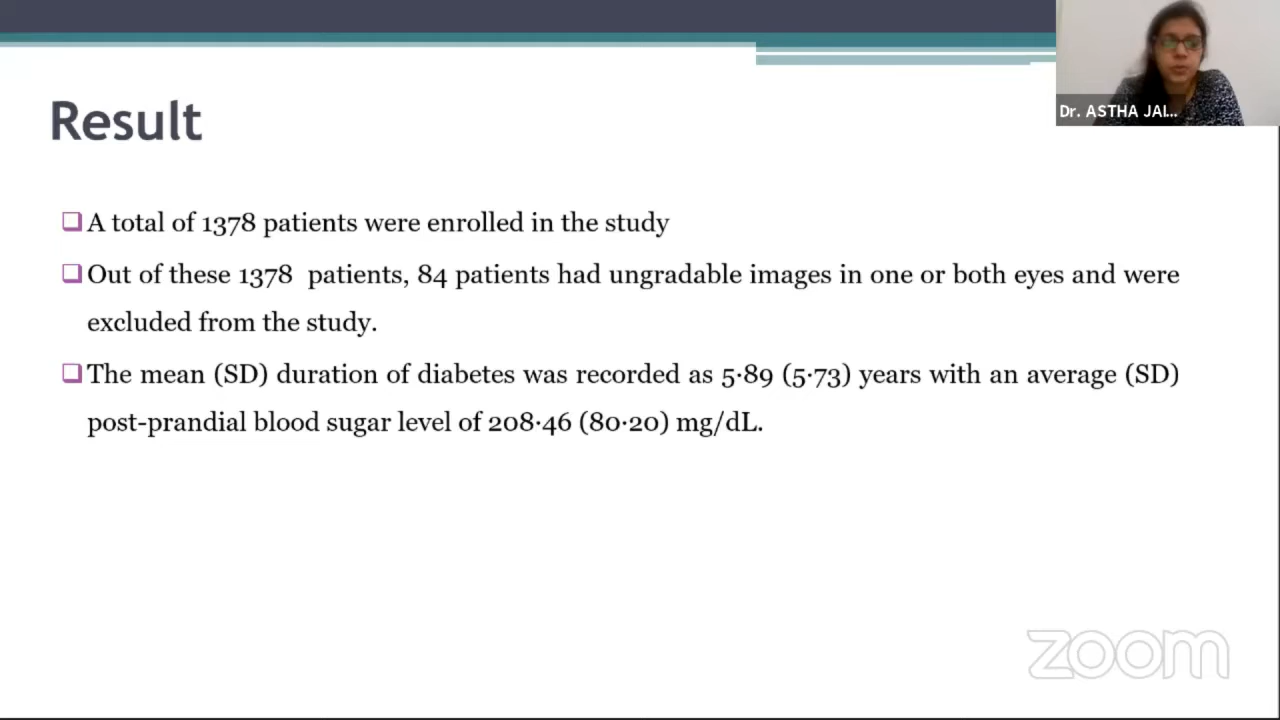 Dr. ASTHA JAI...
Result
A total of 1378 patients were enrolled in the study
Out of these 1378 patients, 84 patients had ungradable images in one or both eyes and were
excluded from the study.
The mean (SD) duration of diabetes was recorded as 5·89 (5·73) years with an average (SD)
post-prandial blood sugar level of 208·46 (80·20) mg/dL.
zoom